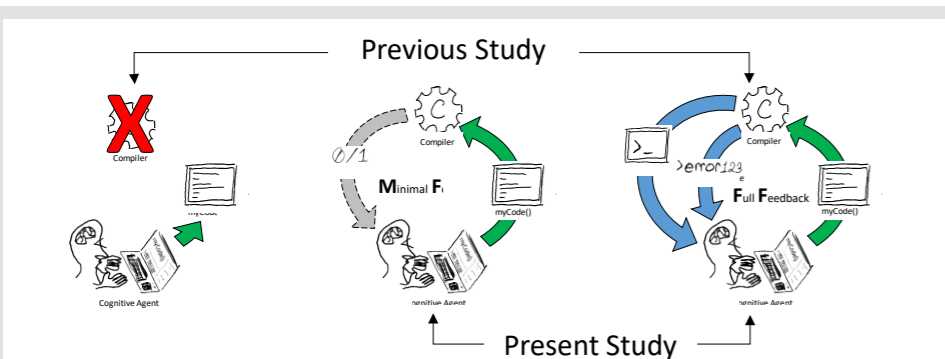 Previous Study
Compiler
Cognitive Agent
C
Compiler
0/1
Minimal F
myCode()
C
Compiler
>_
>error123
e
Full Feedback
myCode()
Present Study